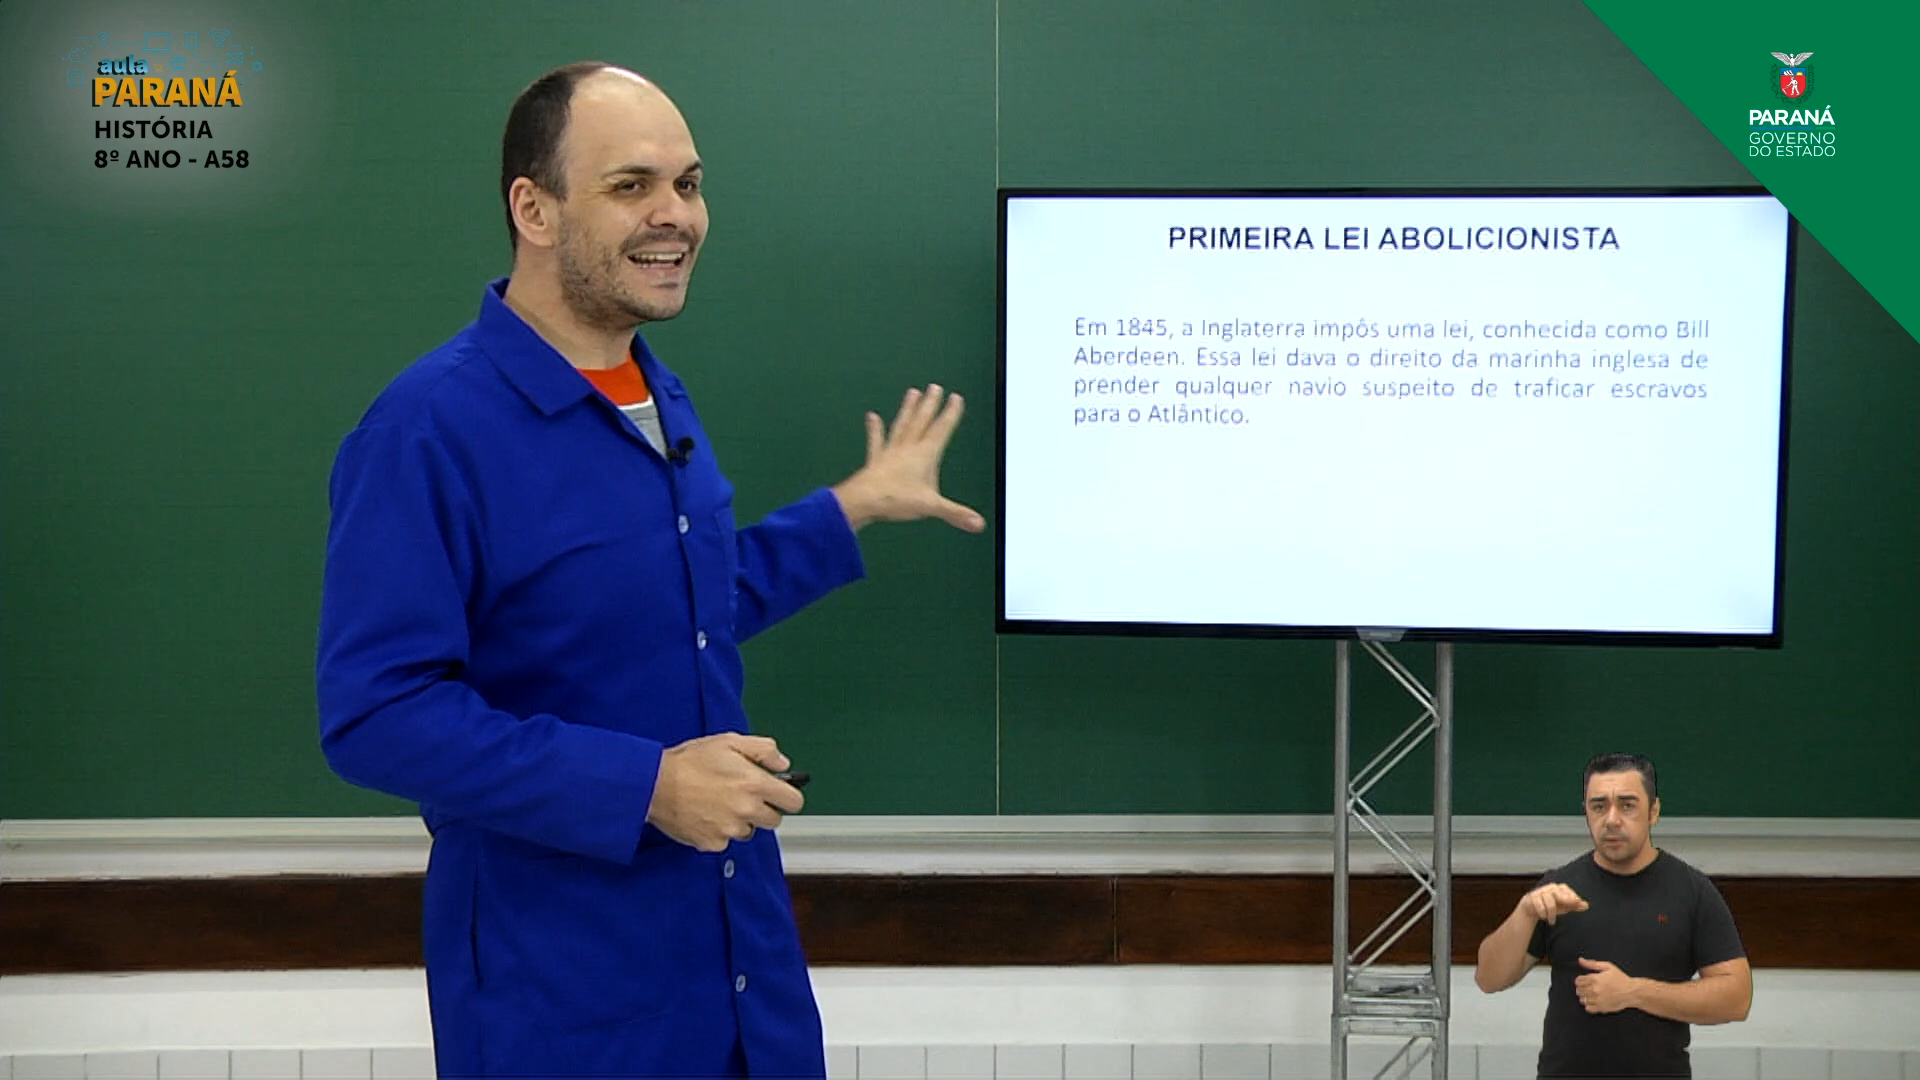 aula
PARANÁ
HISTÓRIA
8º ANO - A58
PARANÁ
GOVERNO
DO ESTADO
PRIMEIRA LEI ABOLICIONISTA
Em 1845, a Inglaterra impôs uma lei, conhecida como Bill
Aberdeen. Essa lei dava o direito da marinha inglesa de
prender qualquer navio suspeito de traficar escravos
para o Atlântico.